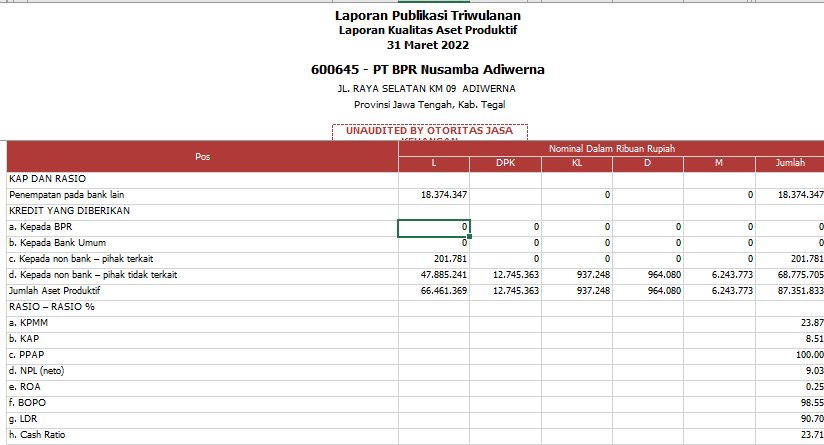 Laporan Publikasi Triwulanan
Laporan Kualitas Aset Produktif
31 Maret 2022
600645 - PT BPR Nusamba Adiwerna
JL. RAYA SELATAN KM 09 ADIWERNA
Provinsi Jawa Tengah, Kab. Tegal
UNAUDITED BY OTORITAS JASA
Pos Nominal Dalam Ribuan Rupiah
L DPK KL D M Jumlah
KAP DAN RASIO
Penempatan pada bank lain 18.374.347 0 0 18.374.347
KREDIT YANG DIBERIKAN
a. Kepada BPR 0 0 0 0 0 0
b. Kepada Bank Umum 0 0 0 0 0 0
c. Kepada non bank – pihak terkait 201.781 0 0 0 0 201.781
d. Kepada non bank – pihak tidak terkait 47.885.241 12.745.363 937.248 964.080 6.243.773 68.775.705
Jumlah Aset Produktif 66.461.369 12.745.363 937.248 964.080 6.243.773 87.351.833
RASIO – RASIO %
a. KPMM 23.87
b. KAP 8.51
c. PPAP 100.00
d. NPL (neto) 9.03
e. ROA 0.25
f. BOPO 98.55
g. LDR 90.70
h. Cash Ratio 23.71